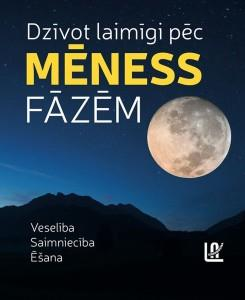 Dzīvot laimīgi pēc
MĒNESS
FĀZĒM
Veselība
Saimniecība
Ēšana